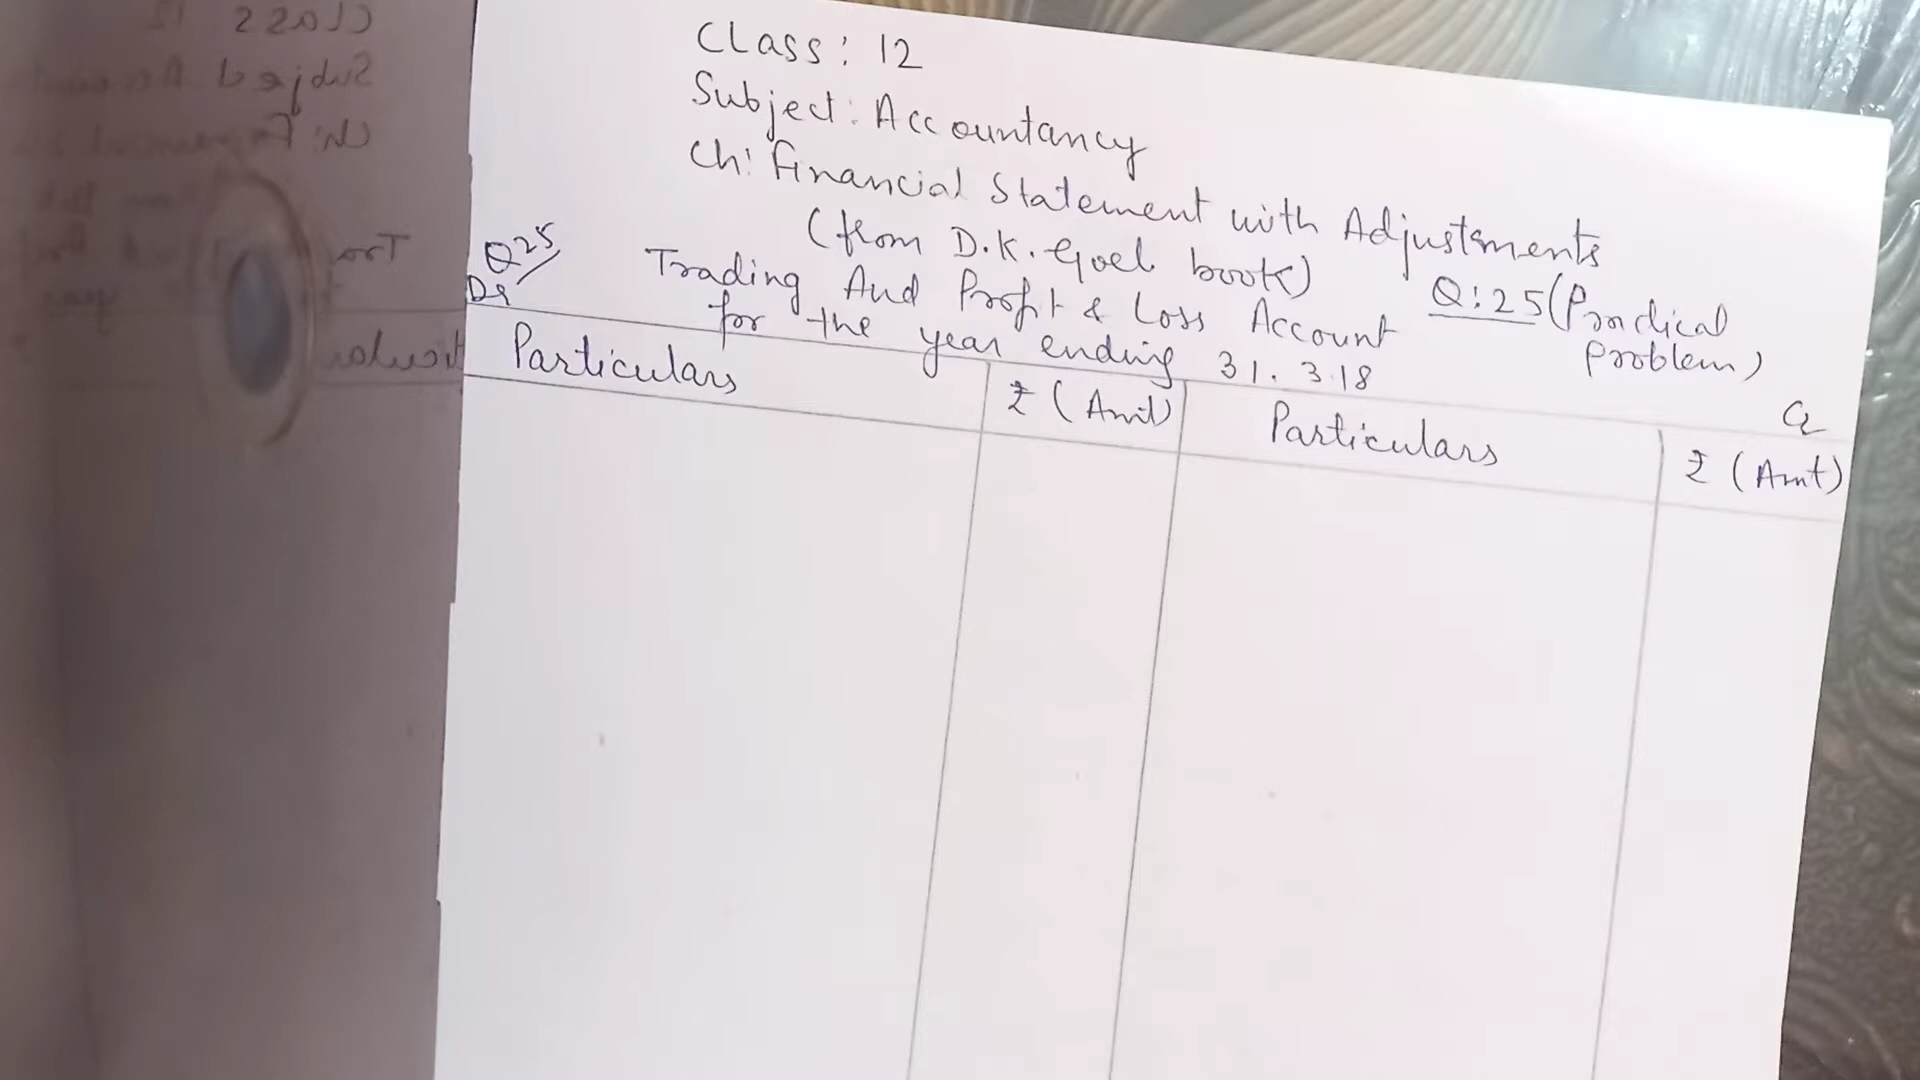 Class: 12
Subject: Accountancy
Ch: Financial Statement with Adjustements
(from D.K. Goel book)
Q:25 (Practical Problem)
Q25
Trading And Profit & Loss Account
for the year ending 31.3.18
Dr
Cr
Particulars ₹ (Amt) Particulars ₹ (Amt)